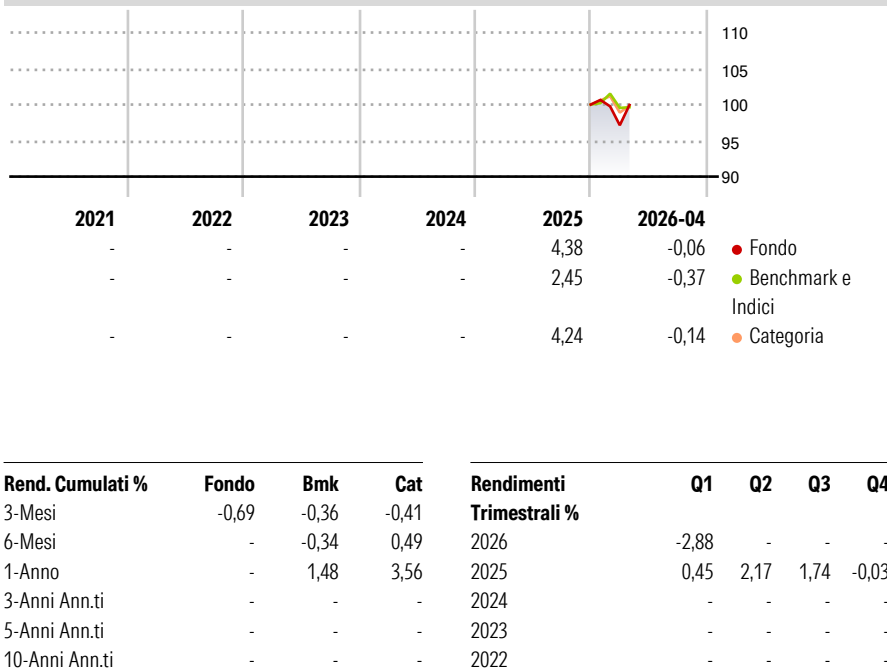 110
105
100
95
90
2021 2022 2023 2024 2025 2026-04
- - - - 4,38 -0,06 Fondo
- - - - 2,45 -0,37 Benchmark e
Indici
- - - - 4,24 -0,14 Categoria
Rend. Cumulati % Fondo Bmk Cat
3-Mesi -0,69 -0,36 -0,41
6-Mesi - -0,34 0,49
1-Anno - 1,48 3,56
3-Anni Ann.ti - - -
5-Anni Ann.ti - - -
10-Anni Ann.ti - - -
Rendimenti Q1 Q2 Q3 Q4
Trimestrali %
2026 -2,88 - - -
2025 0,45 2,17 1,74 -0,03
2024 - - - -
2023 - - - -
2022 - - - -